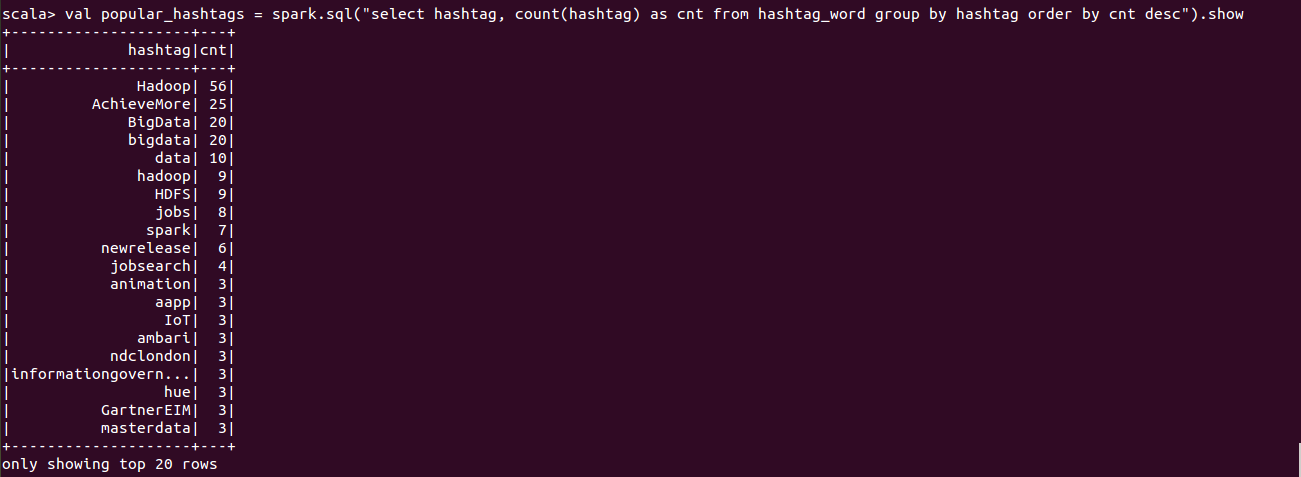 scala> val popular_hashtags = spark.sql("select hashtag, count(hashtag) as cnt from hashtag_word group by hashtag order by cnt desc").show
+--------------------+---+
|             hashtag|cnt|
+--------------------+---+
|              Hadoop| 56|
|         AchieveMore| 25|
|             BigData| 20|
|             bigdata| 20|
|                data| 10|
|              hadoop|  9|
|                HDFS|  9|
|                jobs|  8|
|               spark|  7|
|          newrelease|  6|
|           jobsearch|  4|
|           animation|  3|
|                aapp|  3|
|                 IoT|  3|
|              ambari|  3|
|           ndclondon|  3|
|informationgovern...|  3|
|                 hue|  3|
|          GartnerEIM|  3|
|          masterdata|  3|
+--------------------+---+
only showing top 20 rows